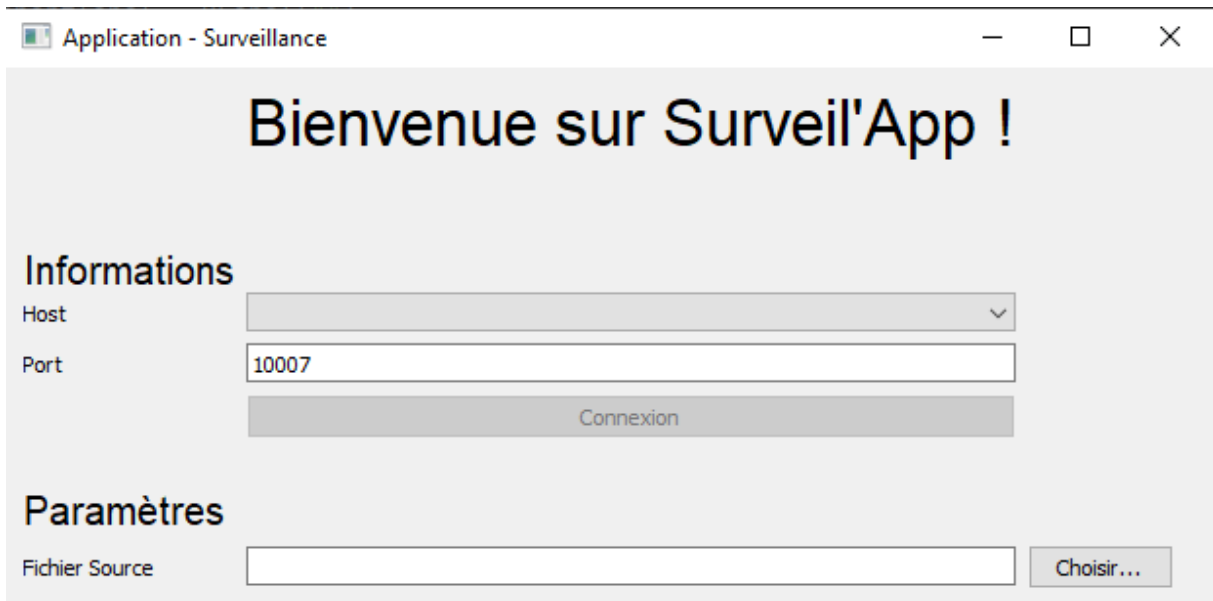 Application - Surveillance
Bienvenue sur Surveil'App !
Informations
Host
Port 10007
Connexion
Paramètres
Fichier Source Choisir...